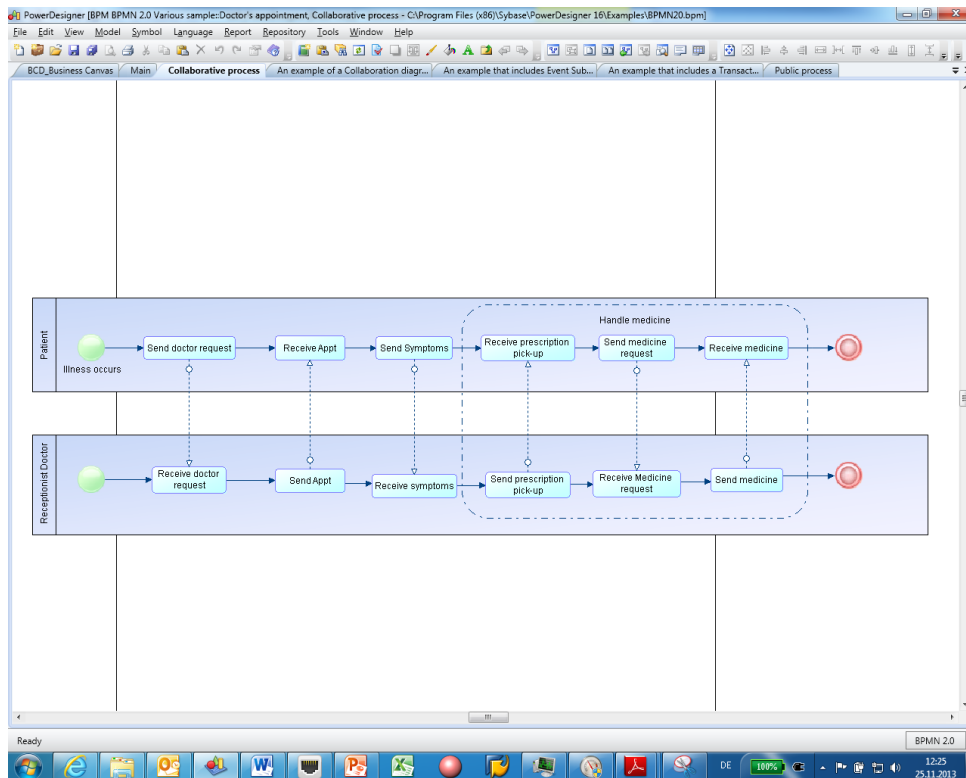 PowerDesigner [BPM BPMN 2.0 Various sample::Doctor's appointment, Collaborative process - C:\Program Files (x86)\Sybase\PowerDesigner 16\Examples\BPMN20.bpm]
File Edit View Model Symbol Language Report Repository Tools Window Help
BCD_Business Canvas Main Collaborative process An example of a Collaboration diagr... An example that includes Event Sub... An example that includes a Transact... Public process
Patient
Handle medicine
Illness occurs
Send doctor request
Receive Appt
Send Symptoms
Receive prescription
pick-up
Send medicine
request
Receive medicine
Receptionist Doctor
Receive doctor
request
Send Appt
Receive symptoms
Send prescription
pick-up
Receive Medicine
request
Send medicine
Ready
BPMN 2.0
DE
100%
12:25
25.11.2013